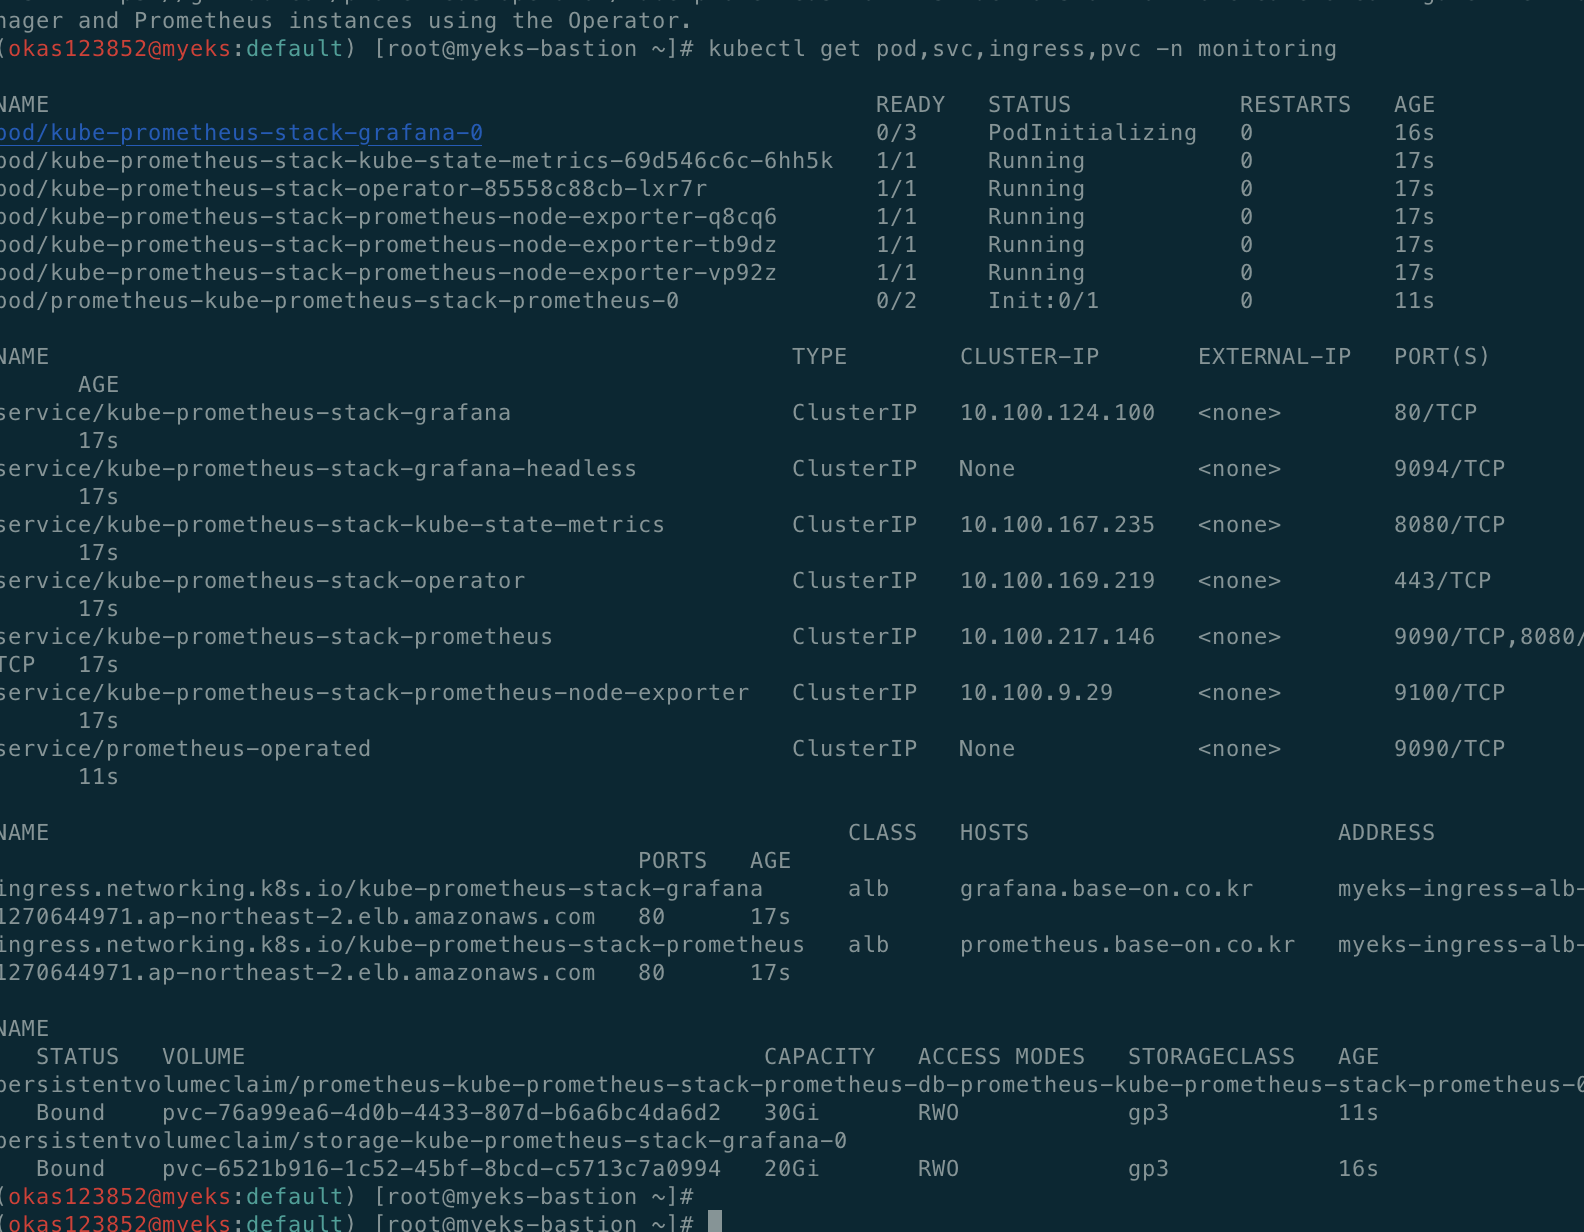 nager and Prometheus instances using the Operator.
(okas123852@myeks:default) [root@myeks-bastion ~]# kubectl get pod,svc,ingress,pvc -n monitoring
NAME READY STATUS RESTARTS AGE
pod/kube-prometheus-stack-grafana-0 0/3 PodInitializing 0 16s
pod/kube-prometheus-stack-kube-state-metrics-69d546c6c-6hh5k 1/1 Running 0 17s
pod/kube-prometheus-stack-operator-85558c88cb-lxr7r 1/1 Running 0 17s
pod/kube-prometheus-stack-prometheus-node-exporter-q8cq6 1/1 Running 0 17s
pod/kube-prometheus-stack-prometheus-node-exporter-tb9dz 1/1 Running 0 17s
pod/kube-prometheus-stack-prometheus-node-exporter-vp92z 1/1 Running 0 17s
pod/prometheus-kube-prometheus-stack-prometheus-0 0/2 Init:0/1 0 11s
NAME TYPE CLUSTER-IP EXTERNAL-IP PORT(S)
AGE
service/kube-prometheus-stack-grafana ClusterIP 10.100.124.100 <none> 80/TCP
17s
service/kube-prometheus-stack-grafana-headless ClusterIP None <none> 9094/TCP
17s
service/kube-prometheus-stack-kube-state-metrics ClusterIP 10.100.167.235 <none> 8080/TCP
17s
service/kube-prometheus-stack-operator ClusterIP 10.100.169.219 <none> 443/TCP
17s
service/kube-prometheus-stack-prometheus ClusterIP 10.100.217.146 <none> 9090/TCP,8080/
TCP 17s
service/kube-prometheus-stack-prometheus-node-exporter ClusterIP 10.100.9.29 <none> 9100/TCP
17s
service/prometheus-operated ClusterIP None <none> 9090/TCP
11s
NAME CLASS HOSTS ADDRESS
PORTS AGE
ingress.networking.k8s.io/kube-prometheus-stack-grafana alb grafana.base-on.co.kr myeks-ingress-alb-
1270644971.ap-northeast-2.elb.amazonaws.com 80 17s
ingress.networking.k8s.io/kube-prometheus-stack-prometheus alb prometheus.base-on.co.kr myeks-ingress-alb-
1270644971.ap-northeast-2.elb.amazonaws.com 80 17s
NAME
STATUS VOLUME CAPACITY ACCESS MODES STORAGECLASS AGE
persistentvolumeclaim/prometheus-kube-prometheus-stack-prometheus-db-prometheus-kube-prometheus-stack-prometheus-0
Bound pvc-76a99ea6-4d0b-4433-807d-b6a6bc4da6d2 30Gi RWO gp3 11s
persistentvolumeclaim/storage-kube-prometheus-stack-grafana-0
Bound pvc-6521b916-1c52-45bf-8bcd-c5713c7a0994 20Gi RWO gp3 16s
(okas123852@myeks:default) [root@myeks-bastion ~]#
(okas123852@myeks:default) [root@myeks-bastion ~]#